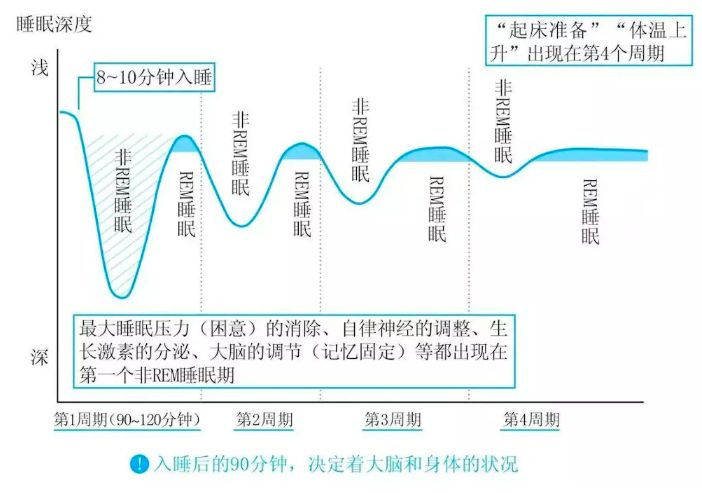 睡眠深度
浅
8~10分钟入睡
“起床准备”“体温上
升”出现在第4个周期
非REM睡眠
REM睡眠
非REM睡眠
REM睡眠
非REM睡眠
REM睡眠
非REM睡眠
REM睡眠
深
最大睡眠压力（困意）的消除、自律神经的调整、生
长激素的分泌、大脑的调节（记忆固定）等都出现在
第一个非REM睡眠期
第1周期(90~120分钟)
第2周期
第3周期
第4周期
! 入睡后的90分钟，决定着大脑和身体的状况